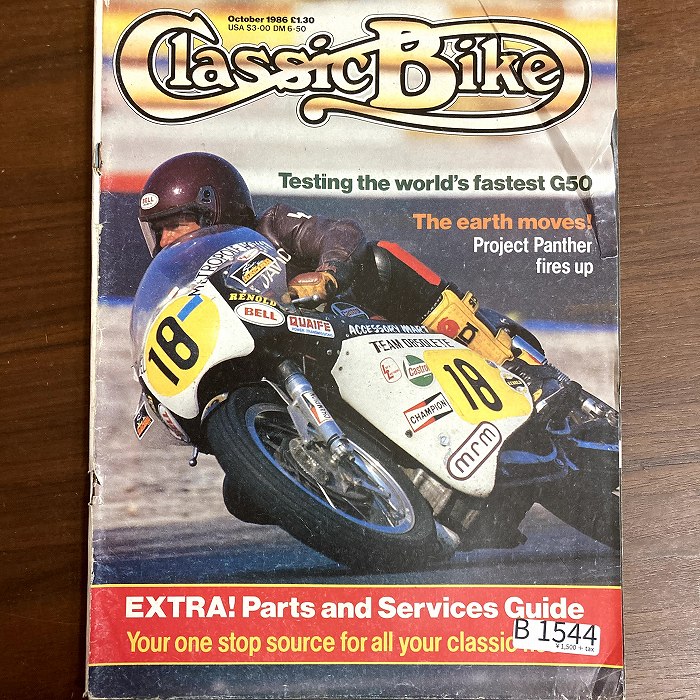 October 1986 £1.30
USA $3·00 DM 6·50
Classic Bike
Testing the world's fastest G50
The earth moves!
Project Panther
fires up
BELL
METROPOLITAN
RENOLD
BELL
QUAIFE
ACCESSORY MART
TEAM OBSOLETE
Castrol
CHAMPION
mrm
18
18
EXTRA! Parts and Services Guide
Your one stop source for all your classic
B 1544
¥1,500 + tax